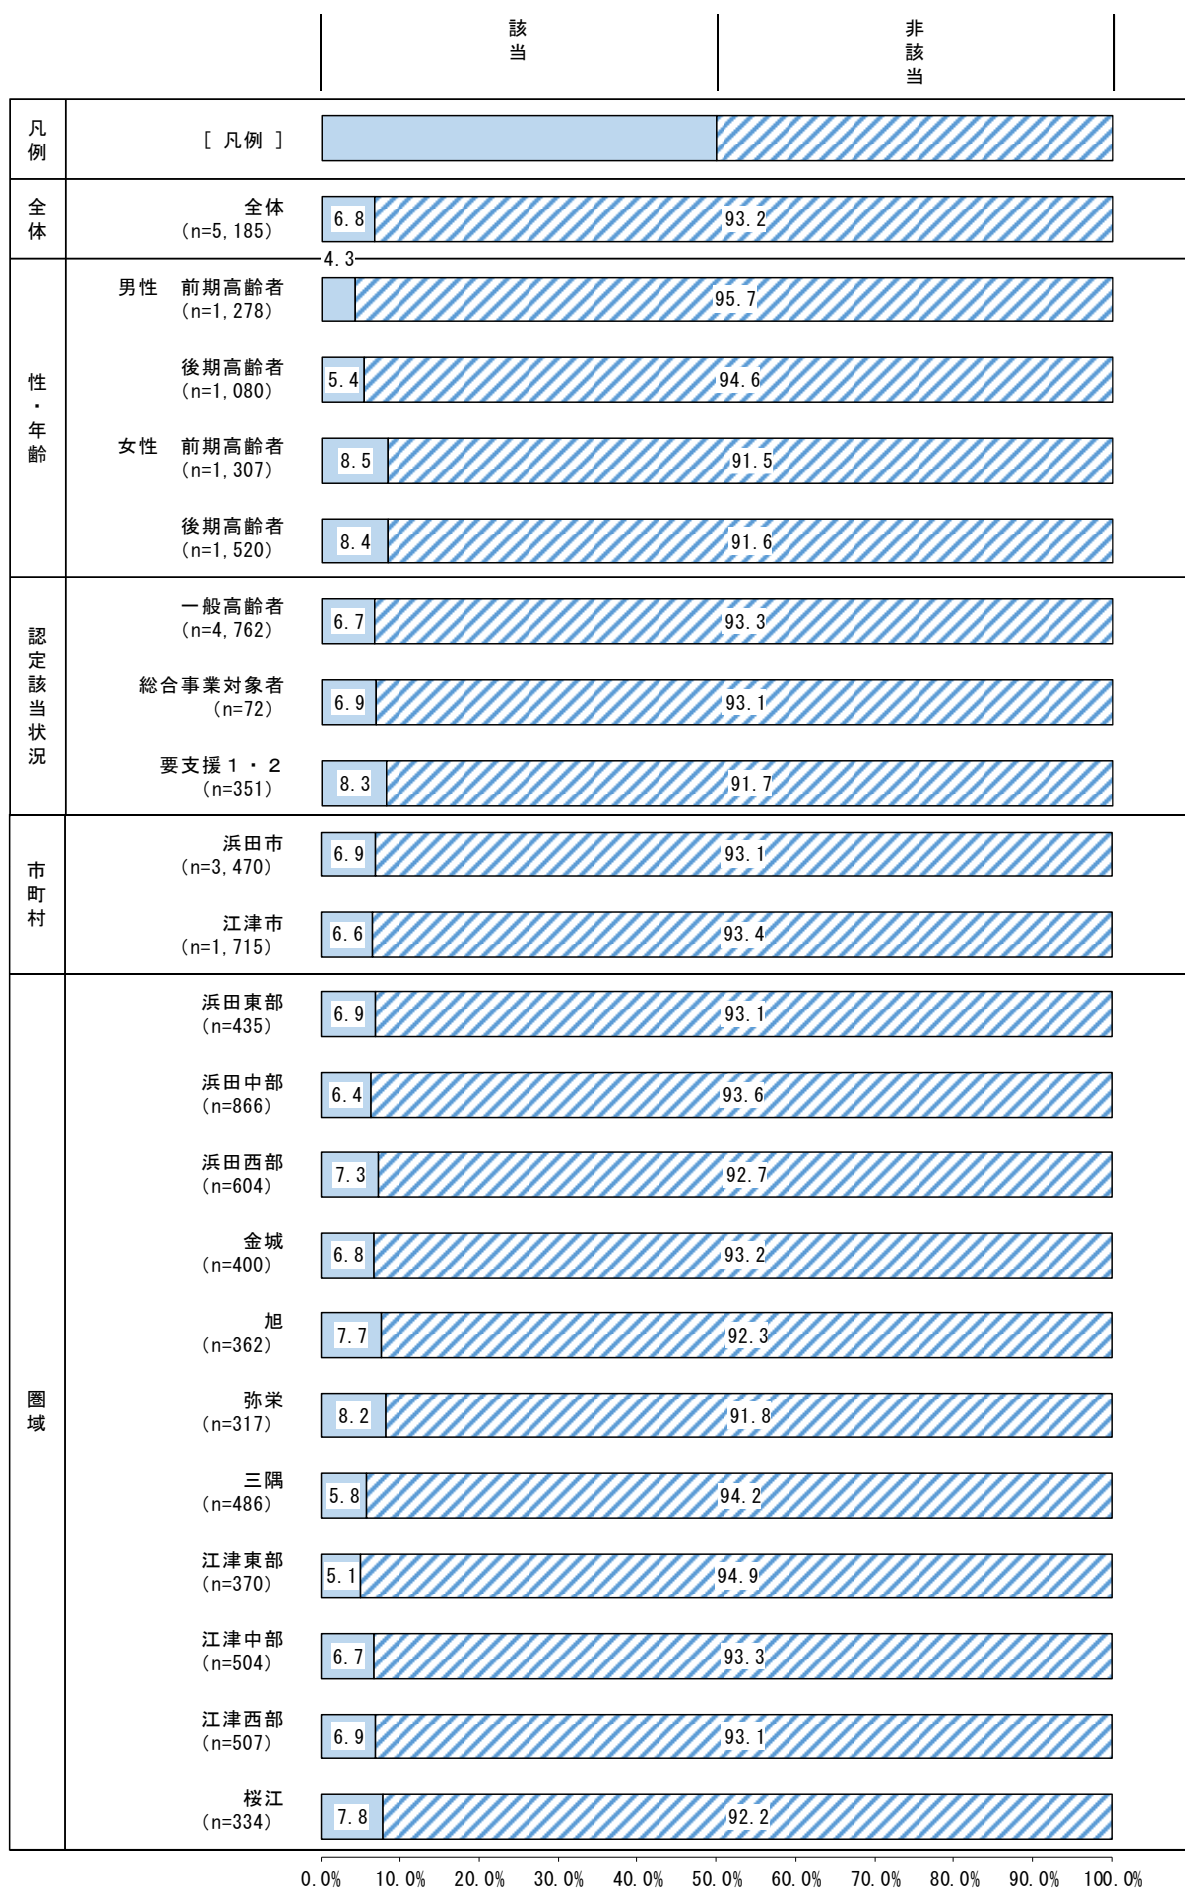 該当
非該当
凡例
[ 凡例 ]
全体
全体
(n=5,185)
6.8
93.2
性・年齢
4.3
男性　前期高齢者
(n=1,278)
95.7
後期高齢者
(n=1,080)
5.4
94.6
女性　前期高齢者
(n=1,307)
8.5
91.5
後期高齢者
(n=1,520)
8.4
91.6
認定該当状況
一般高齢者
(n=4,762)
6.7
93.3
総合事業対象者
(n=72)
6.9
93.1
要支援１・２
(n=351)
8.3
91.7
市町村
浜田市
(n=3,470)
6.9
93.1
江津市
(n=1,715)
6.6
93.4
圏域
浜田東部
(n=435)
6.9
93.1
浜田中部
(n=866)
6.4
93.6
浜田西部
(n=604)
7.3
92.7
金城
(n=400)
6.8
93.2
旭
(n=362)
7.7
92.3
弥栄
(n=317)
8.2
91.8
三隅
(n=486)
5.8
94.2
江津東部
(n=370)
5.1
94.9
江津中部
(n=504)
6.7
93.3
江津西部
(n=507)
6.9
93.1
桜江
(n=334)
7.8
92.2
0.0% 10.0% 20.0% 30.0% 40.0% 50.0% 60.0% 70.0% 80.0% 90.0% 100.0%